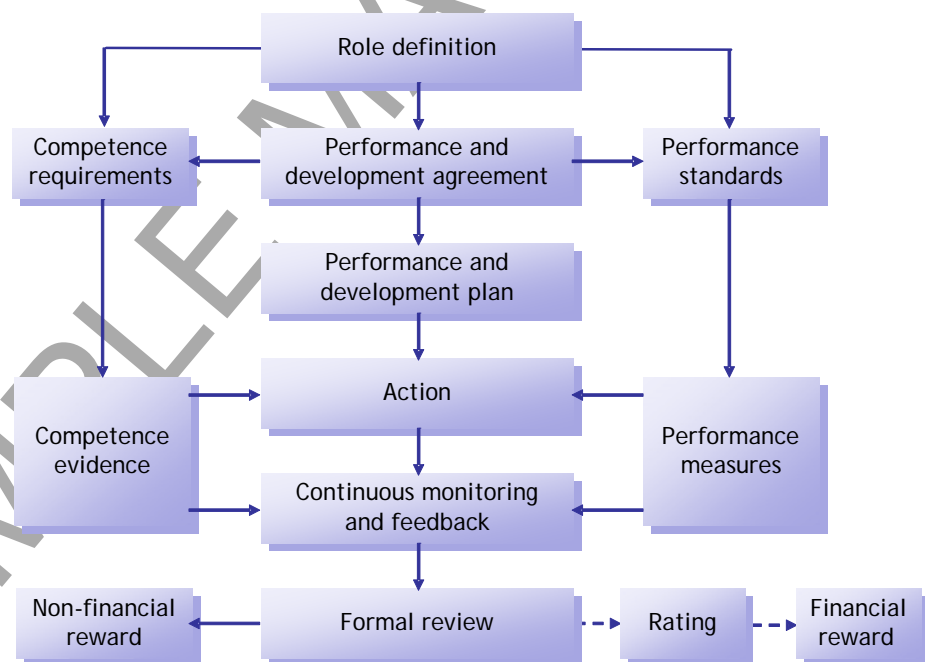 Role definition
Competence
requirements
Performance and
development agreement
Performance
standards
Performance and
development plan
Action
Competence
evidence
Performance
measures
Continuous monitoring
and feedback
Non-financial
reward
Formal review
Rating
Financial
reward